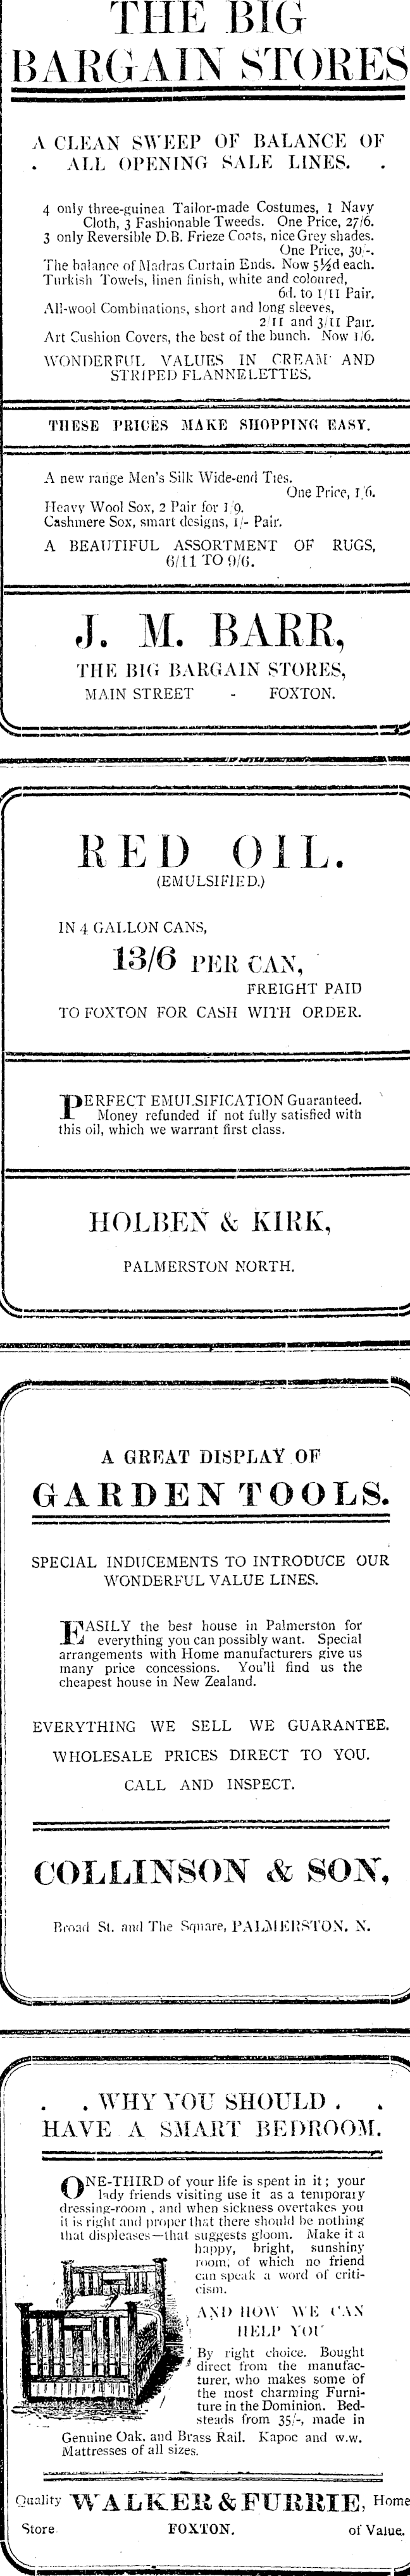 THE BIG
BARGAIN STORES
A CLEAN SWEEP OF BALANCE OF
. ALL OPENING SALE LINES. .
4 only three-guinea Tailor-made Costumes, 1 Navy
Cloth, 3 Fashionable Tweeds. One Price, 27/6.
3 only Reversible D.B. Frieze Coats, nice Grey shades.
One Price, 30/-.
The balance of Madras Curtain Ends. Now 5½d each.
Turkish Towels, linen finish, white and coloured,
6d. to 1/11 Pair.
All-wool Combinations, short and long sleeves,
2/11 and 3/11 Pair.
Art Cushion Covers, the best of the bunch. Now 1/6.
WONDERFUL VALUES IN CREAM AND
STRIPED FLANNELETTES.
THESE PRICES MAKE SHOPPING EASY.
A new range Men's Silk Wide-end Ties.
One Price, 1/6.
Heavy Wool Sox, 2 Pair for 1/9.
Cashmere Sox, smart designs, 1/- Pair.
A BEAUTIFUL ASSORTMENT OF RUGS,
6/11 TO 9/6.
J. M. BARR,
THE BIG BARGAIN STORES,
MAIN STREET - FOXTON.
RED OIL.
(EMULSIFIED.)
IN 4 GALLON CANS,
13/6 PER CAN,
FREIGHT PAID
TO FOXTON FOR CASH WITH ORDER.
PERFECT EMULSIFICATION Guaranteed.
Money refunded if not fully satisfied with
this oil, which we warrant first class.
HOLBEN & KIRK,
PALMERSTON NORTH.
A GREAT DISPLAY OF
GARDEN TOOLS.
SPECIAL INDUCEMENTS TO INTRODUCE OUR
WONDERFUL VALUE LINES.
EASILY the best house in Palmerston for
everything you can possibly want. Special
arrangements with Home manufacturers give us
many price concessions. You'll find us the
cheapest house in New Zealand.
EVERYTHING WE SELL WE GUARANTEE.
WHOLESALE PRICES DIRECT TO YOU.
CALL AND INSPECT.
COLLINSON & SON,
Broad St. and The Square, PALMERSTON. N.
. . WHY YOU SHOULD . .
HAVE A SMART BEDROOM.
ONE-THIRD of your life is spent in it; your
lady friends visiting use it as a temporary
dressing-room, and when sickness overtakes you
it is right and proper that there should be nothing
that displeases—that suggests gloom. Make it a
happy, bright, sunshiny
room, of which no friend
can speak a word of criti-
cism.
AND HOW WE CAN
HELP YOU
By right choice. Bought
direct from the manufac-
turer, who makes some of
the most charming Furni-
ture in the Dominion. Bed-
steads from 35/-, made in
Genuine Oak, and Brass Rail. Kapoc and w.w.
Mattresses of all sizes.
Quality WALKER & FURRIE, Home
Store. FOXTON. of Value.